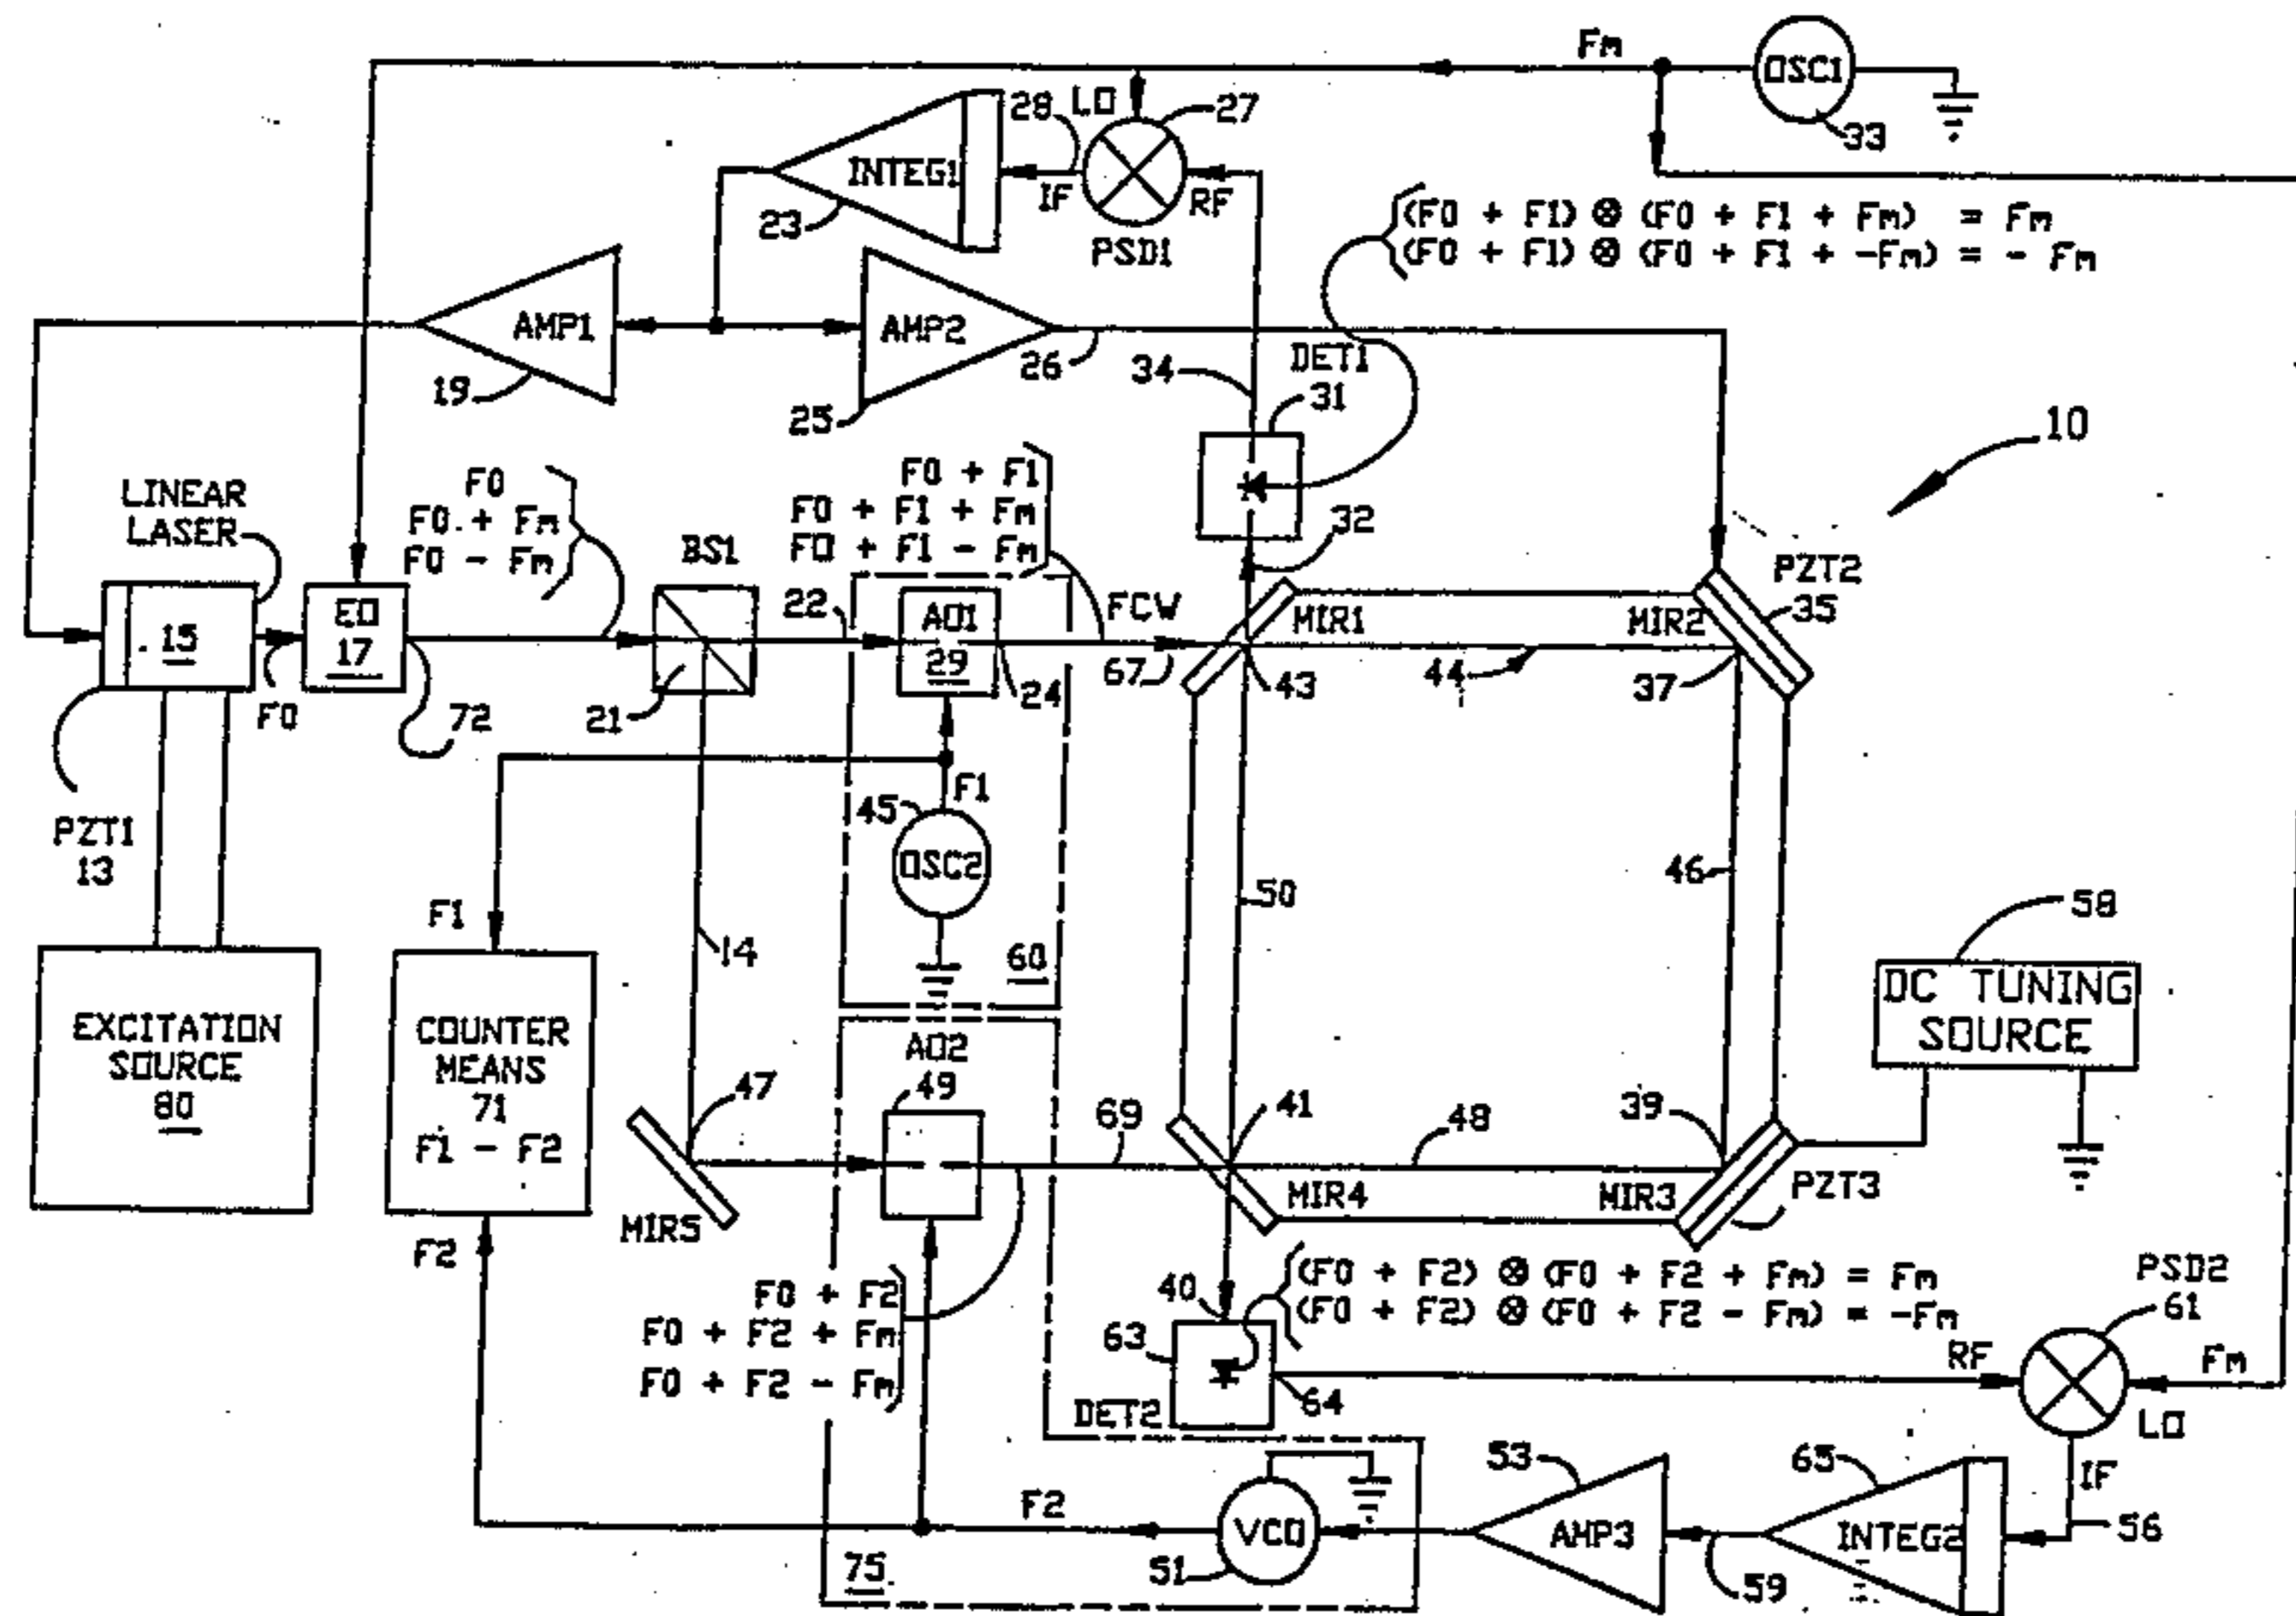 Fm
OSC1
33
28
LO
27
INTEG1
IF
RF
23
PSD1
(F0 + F1) ⊗ (F0 + F1 + Fm) = Fm
(F0 + F1) ⊗ (F0 + F1 + -Fm) = - Fm
AMP1
AMP2
19
25
26
34
DET1
31
10
LINEAR
LASER
F0
F0 + Fm
F0 - Fm
BS1
F0 + F1
F0 + F1 + Fm
F0 + F1 - Fm
32
PZT2
35
15
EO
17
22
AO1
29
FCW
MIR1
MIR2
F0
72
21
24
67
43
44
37
PZT1
13
F1
45
OSC2
F1
14
60
50
46
58
DC TUNING
SOURCE
EXCITATION
SOURCE
80
COUNTER
MEANS
71
F1 - F2
AO2
49
47
69
41
48
39
MIR5
MIR4
MIR3
PZT3
F2
F0 + F2
F0 + F2 + Fm
F0 + F2 - Fm
40
(F0 + F2) ⊗ (F0 + F2 + Fm) = Fm
(F0 + F2) ⊗ (F0 + F2 - Fm) = -Fm
PSD2
61
63
64
RF
Fm
LO
DET2
F2
VCO
51
75
53
AMP3
65
INTEG2
IF
56
59